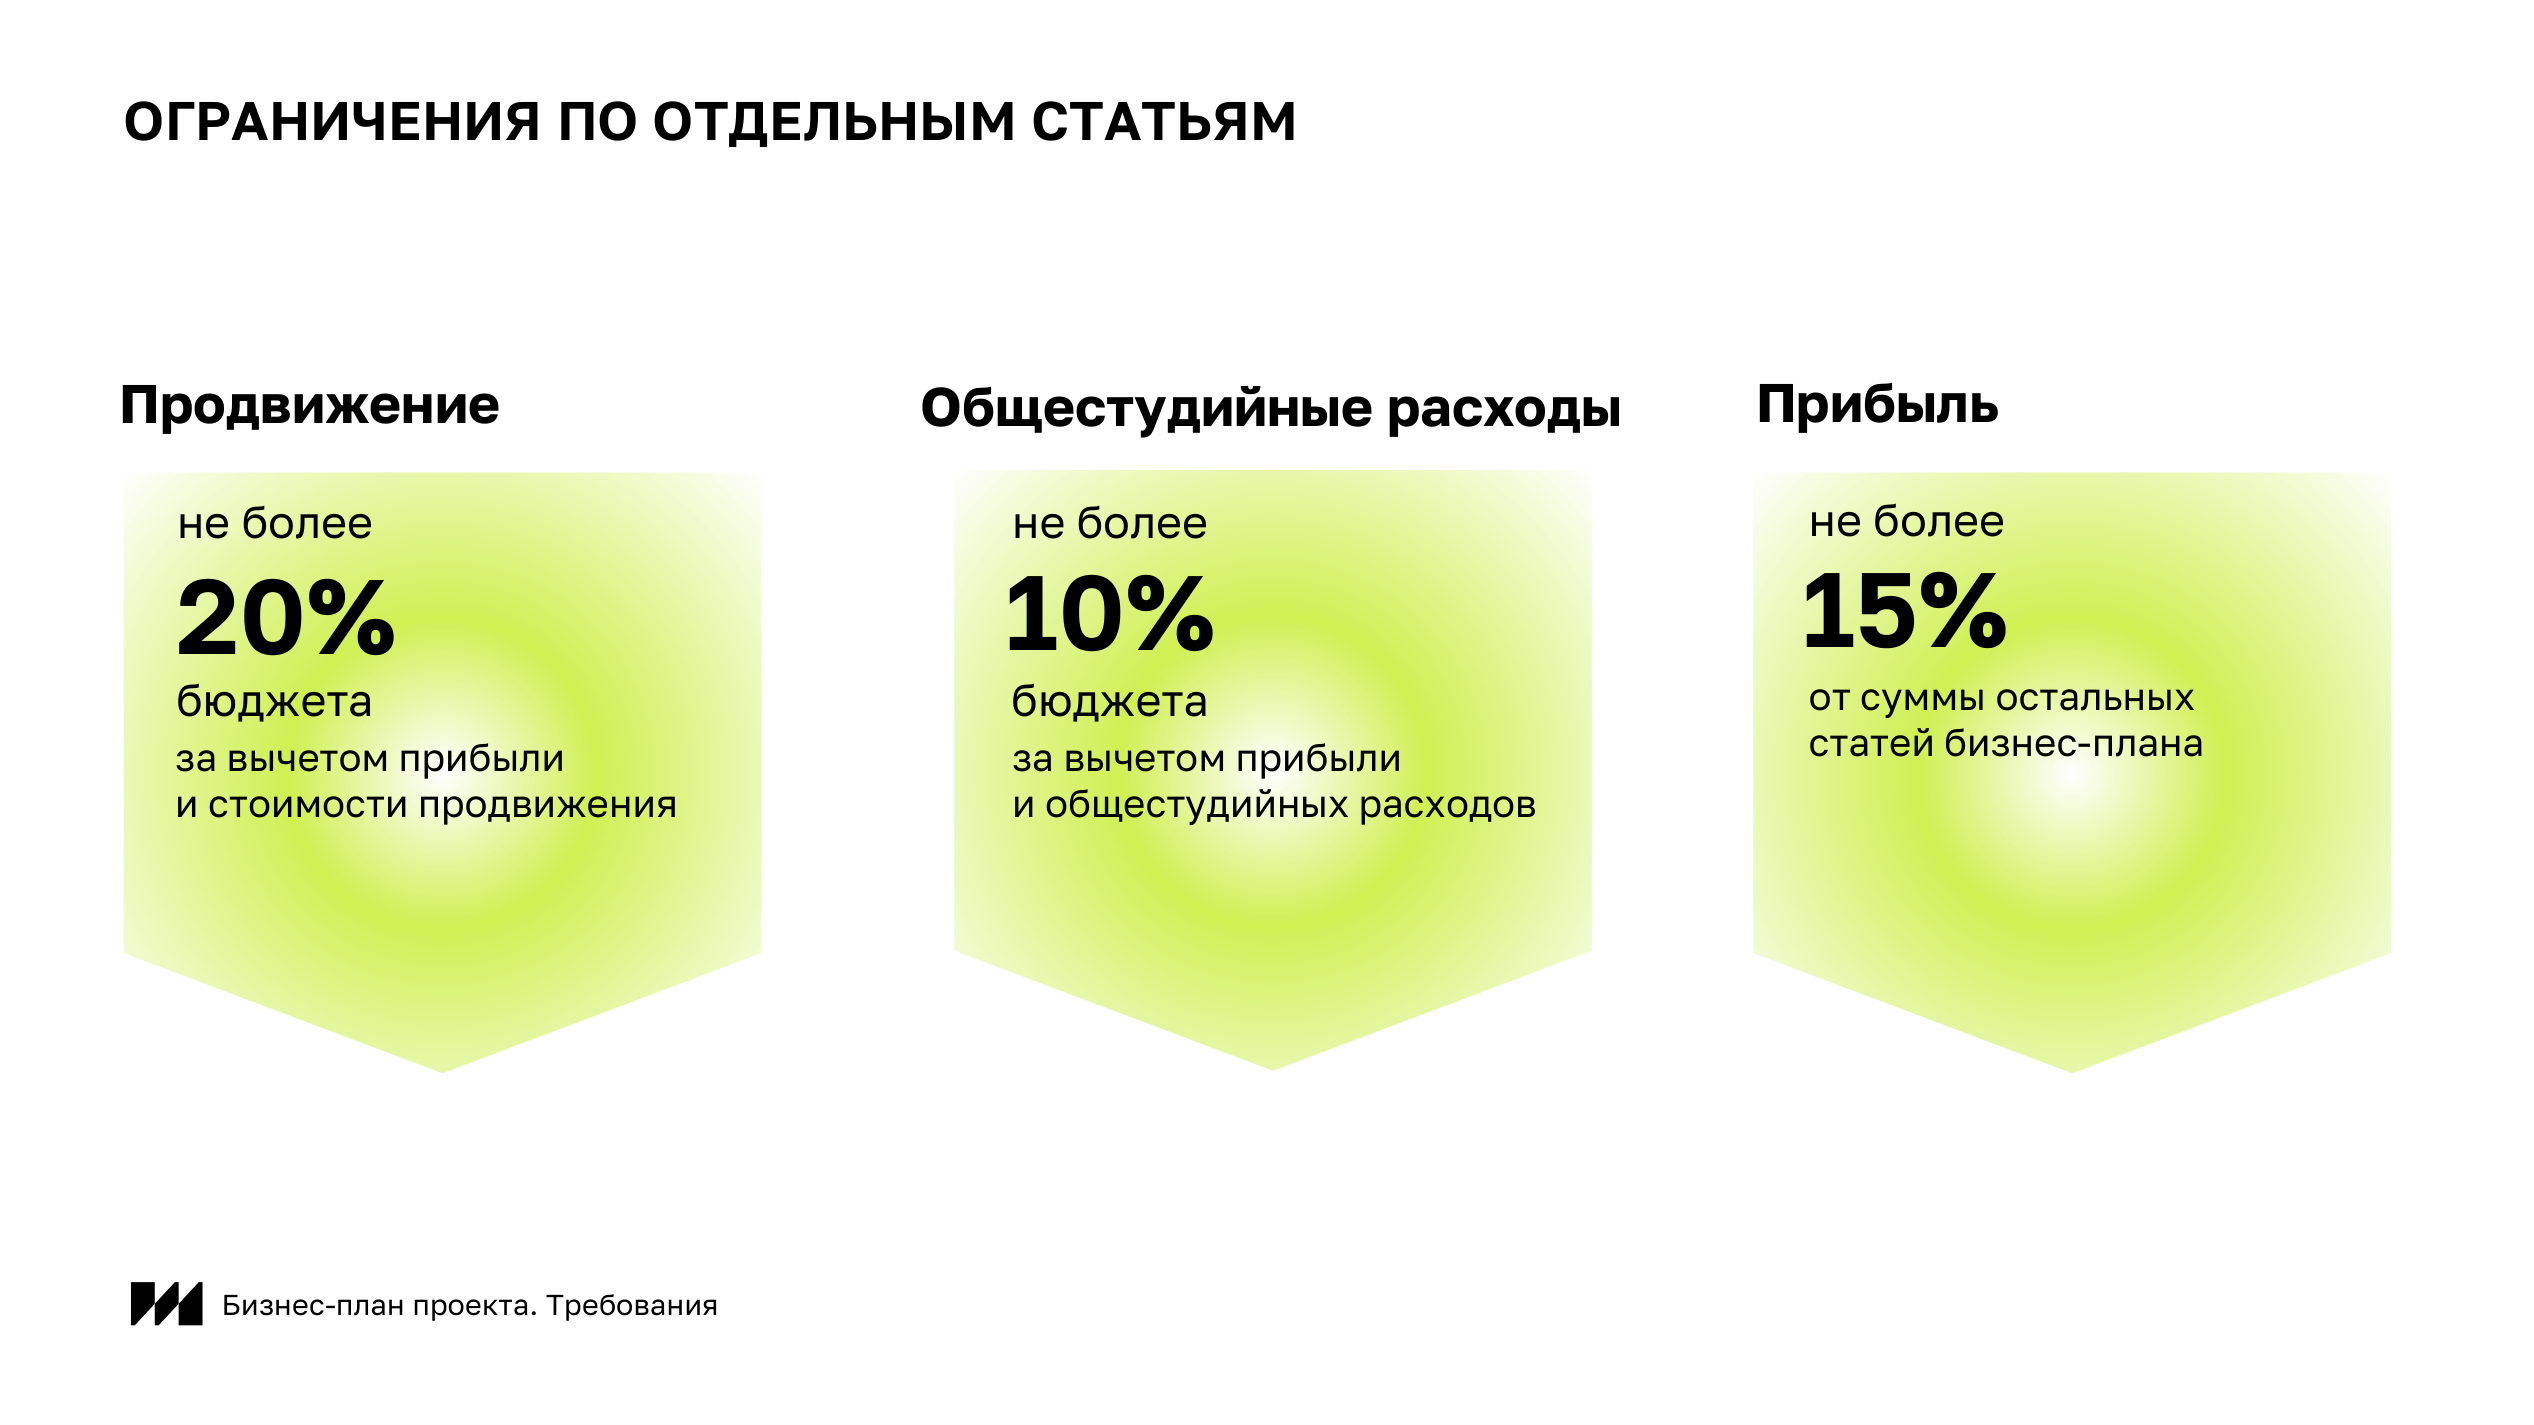 ОГРАНИЧЕНИЯ ПО ОТДЕЛЬНЫМ СТАТЬЯМ
Продвижение
не более
20%
бюджета
за вычетом прибыли
и стоимости продвижения
Общестудийные расходы
не более
10%
бюджета
за вычетом прибыли
и общестудийных расходов
Прибыль
не более
15%
от суммы остальных
статей бизнес-плана
Бизнес-план проекта. Требования